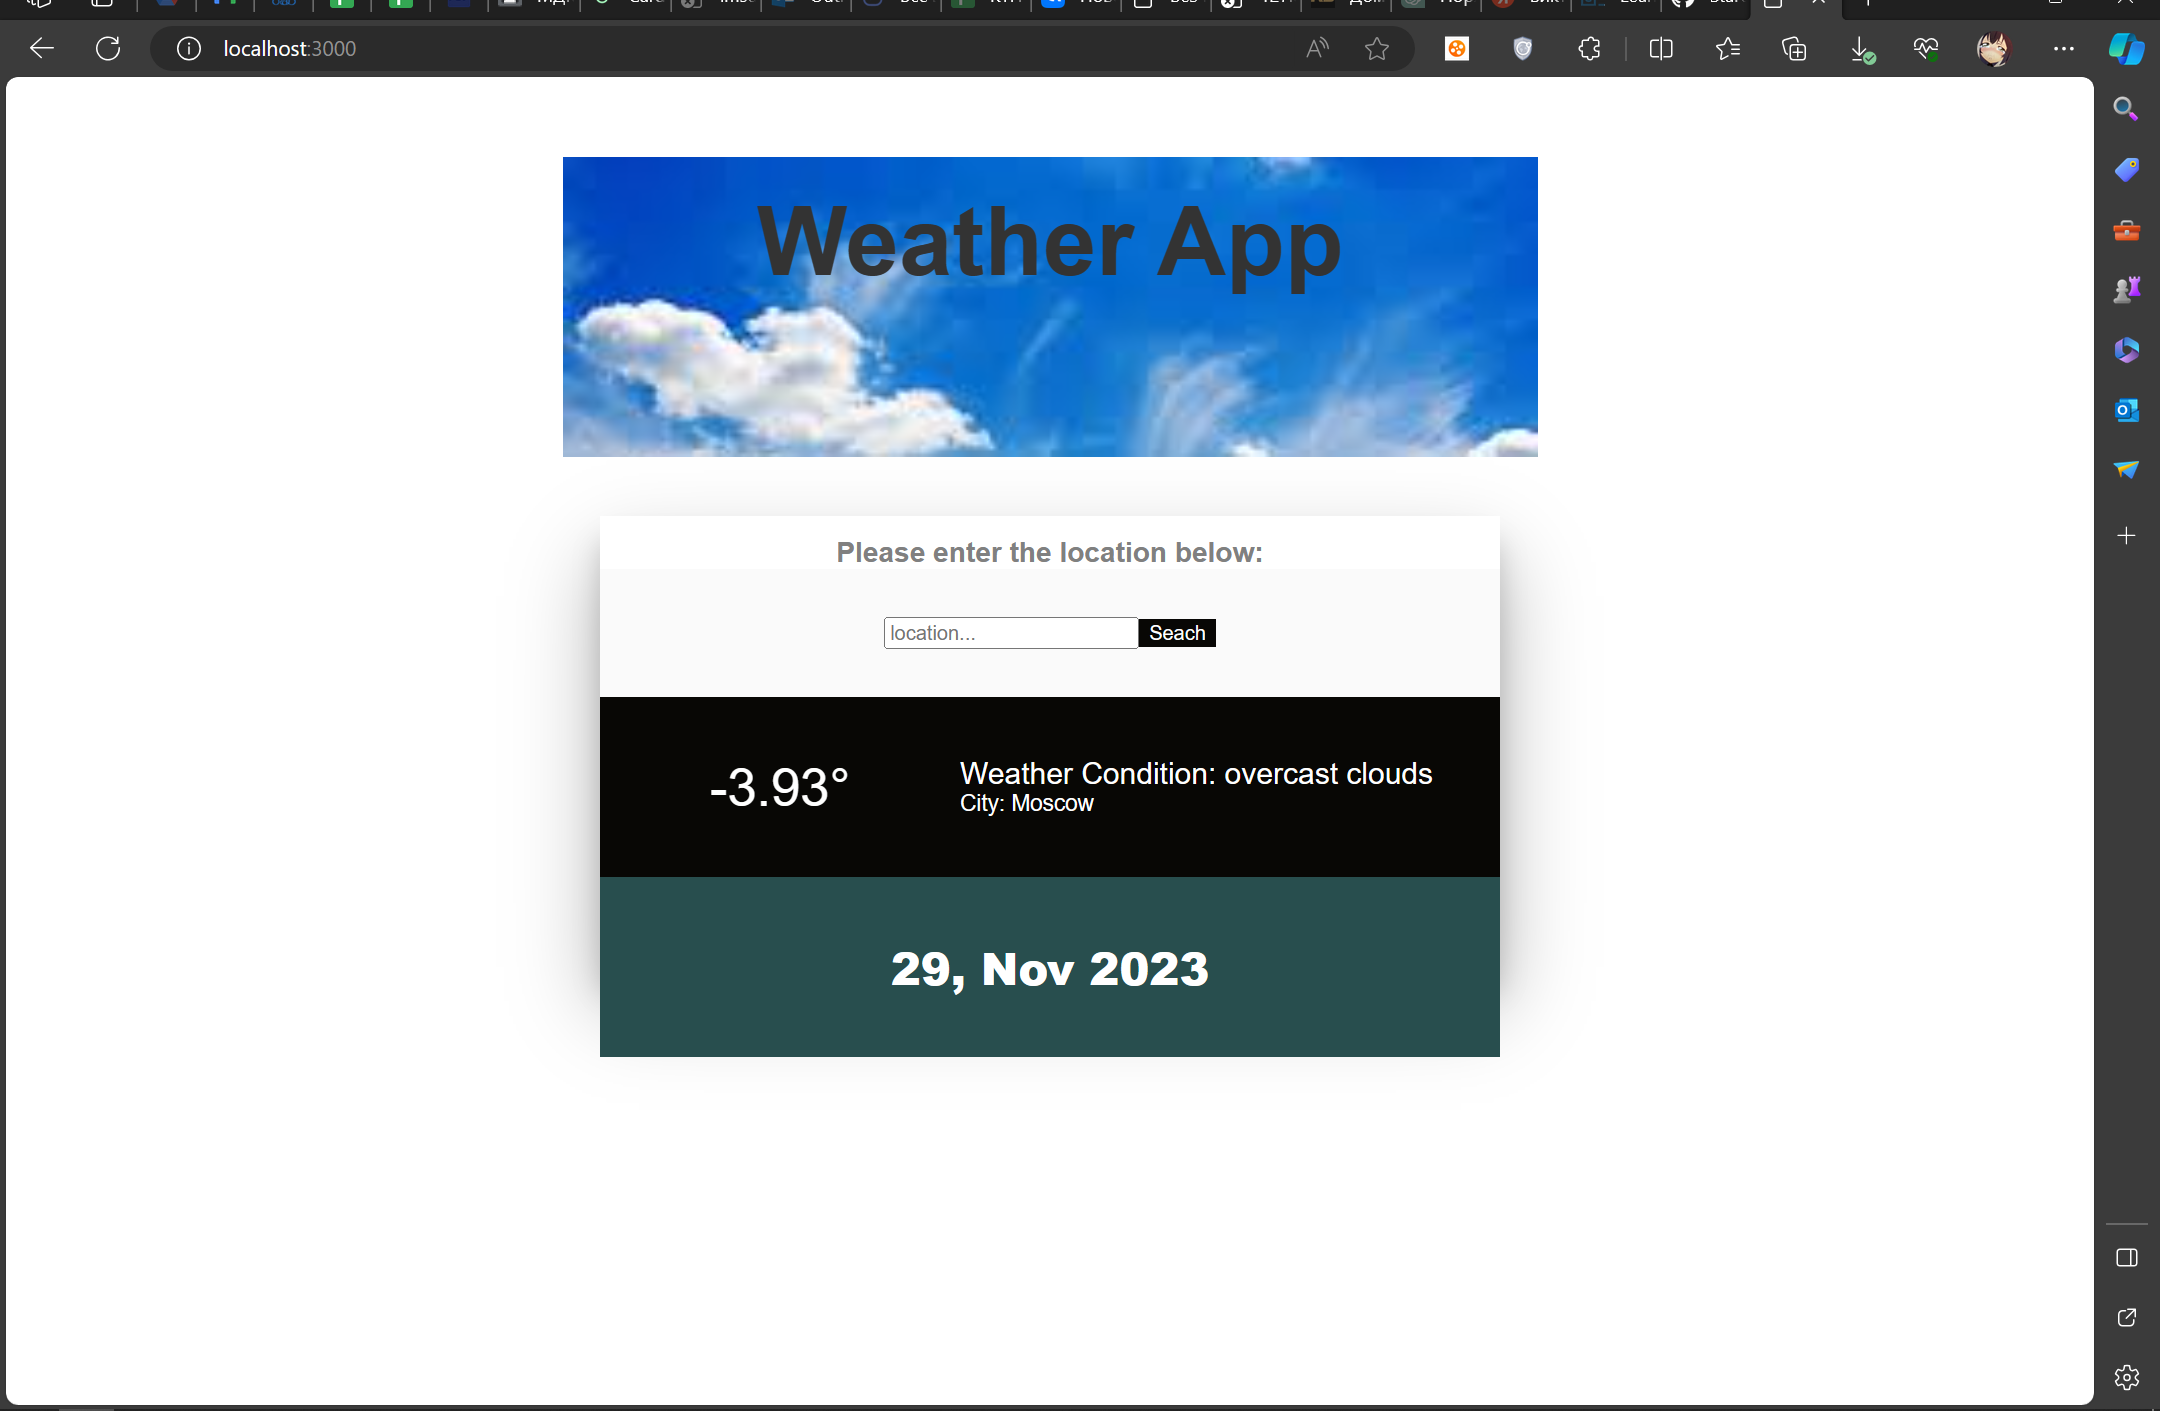 localhost:3000
Weather App
Please enter the location below:
location... Seach
-3.93°
Weather Condition: overcast clouds
City: Moscow
29, Nov 2023